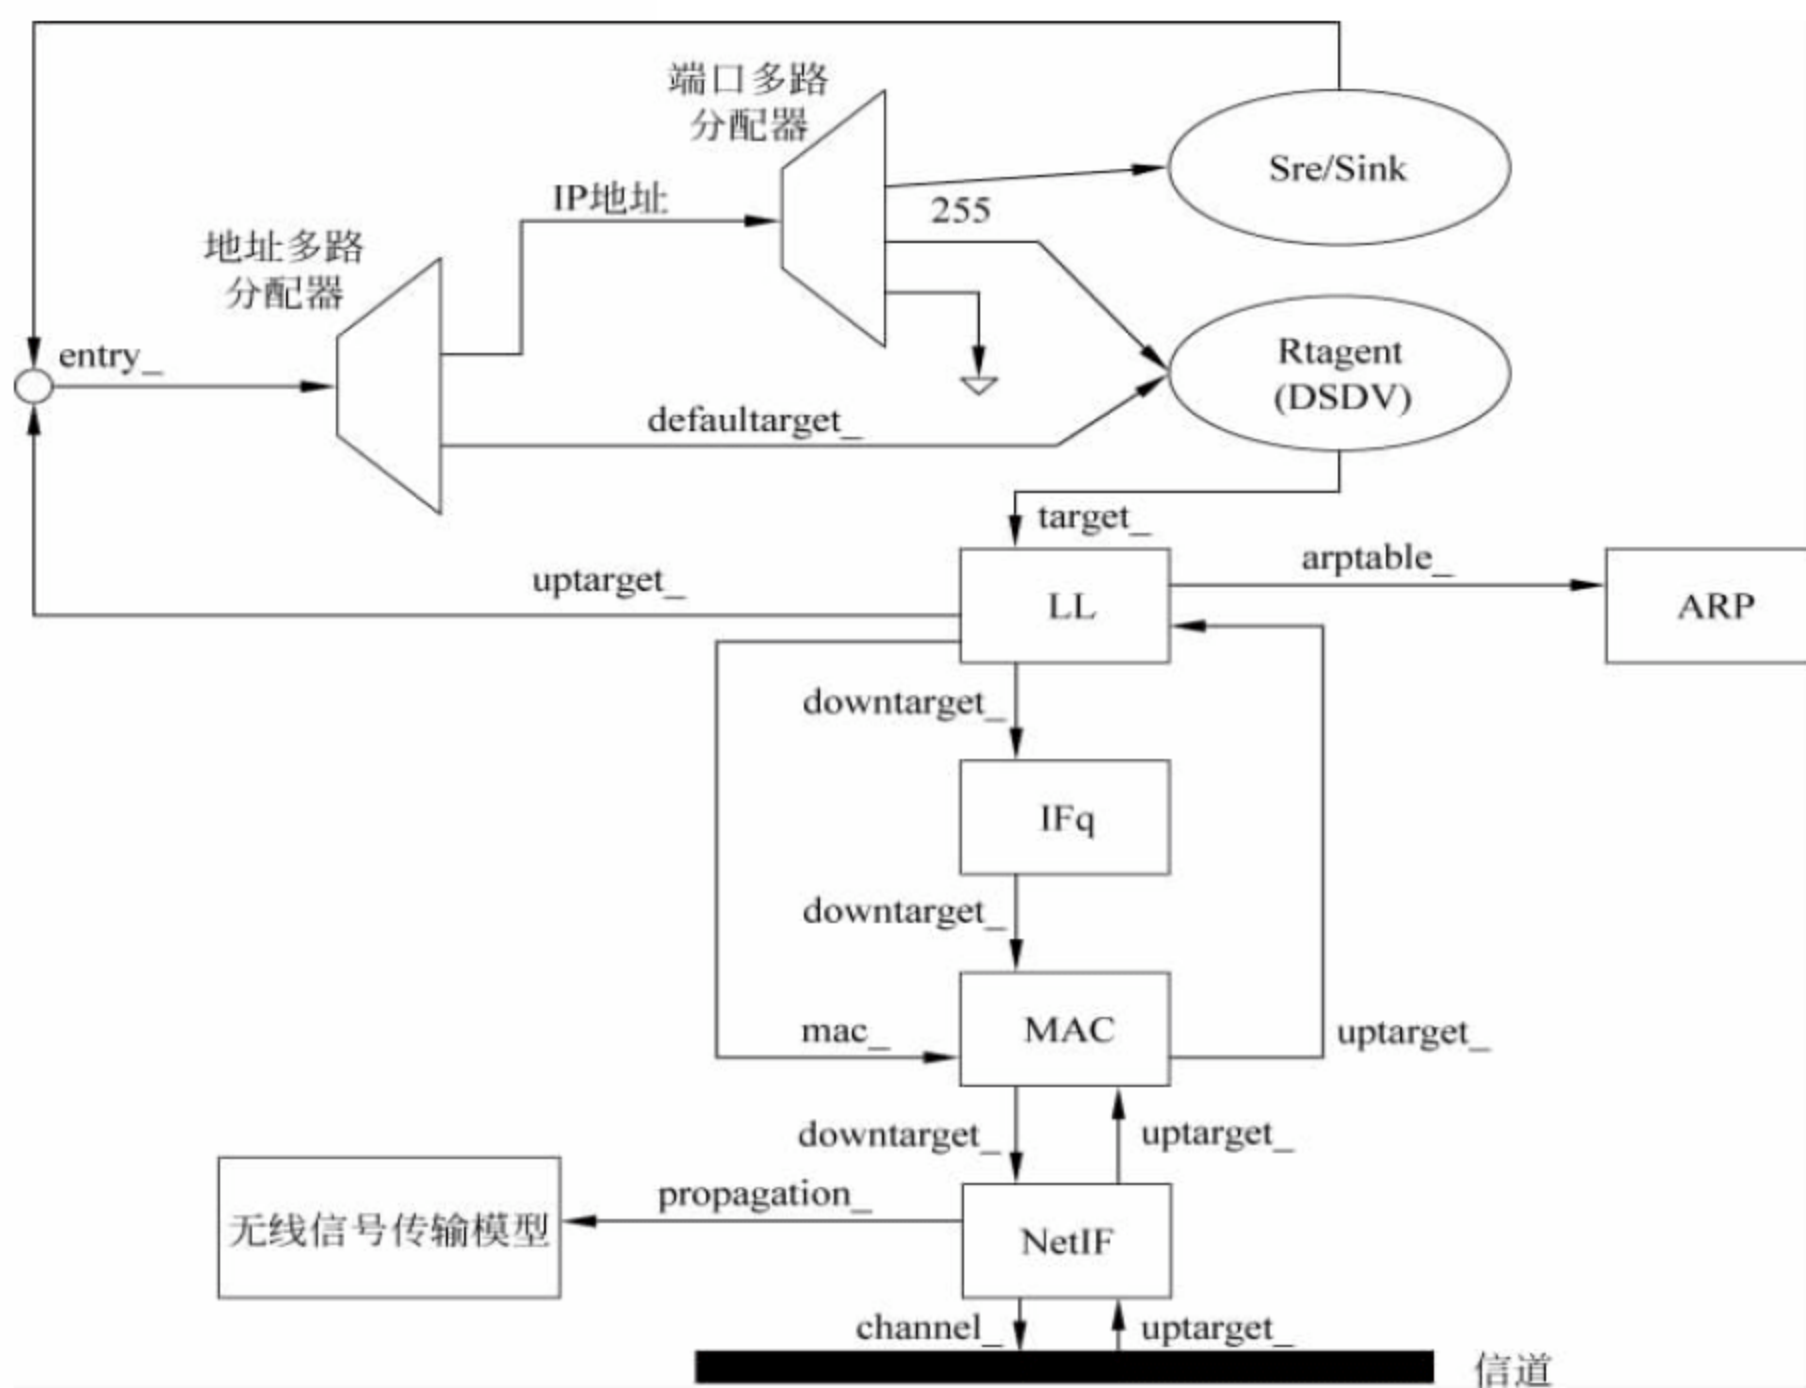 端口多路
分配器
Sre/Sink
IP地址
255
地址多路
分配器
entry_
Rtagent
(DSDV)
defaultarget_
target_
arptable_
uptarget_
LL
ARP
downtarget_
IFq
downtarget_
mac_
MAC
uptarget_
downtarget_
uptarget_
propagation_
无线信号传输模型
NetIF
channel_
uptarget_
信道